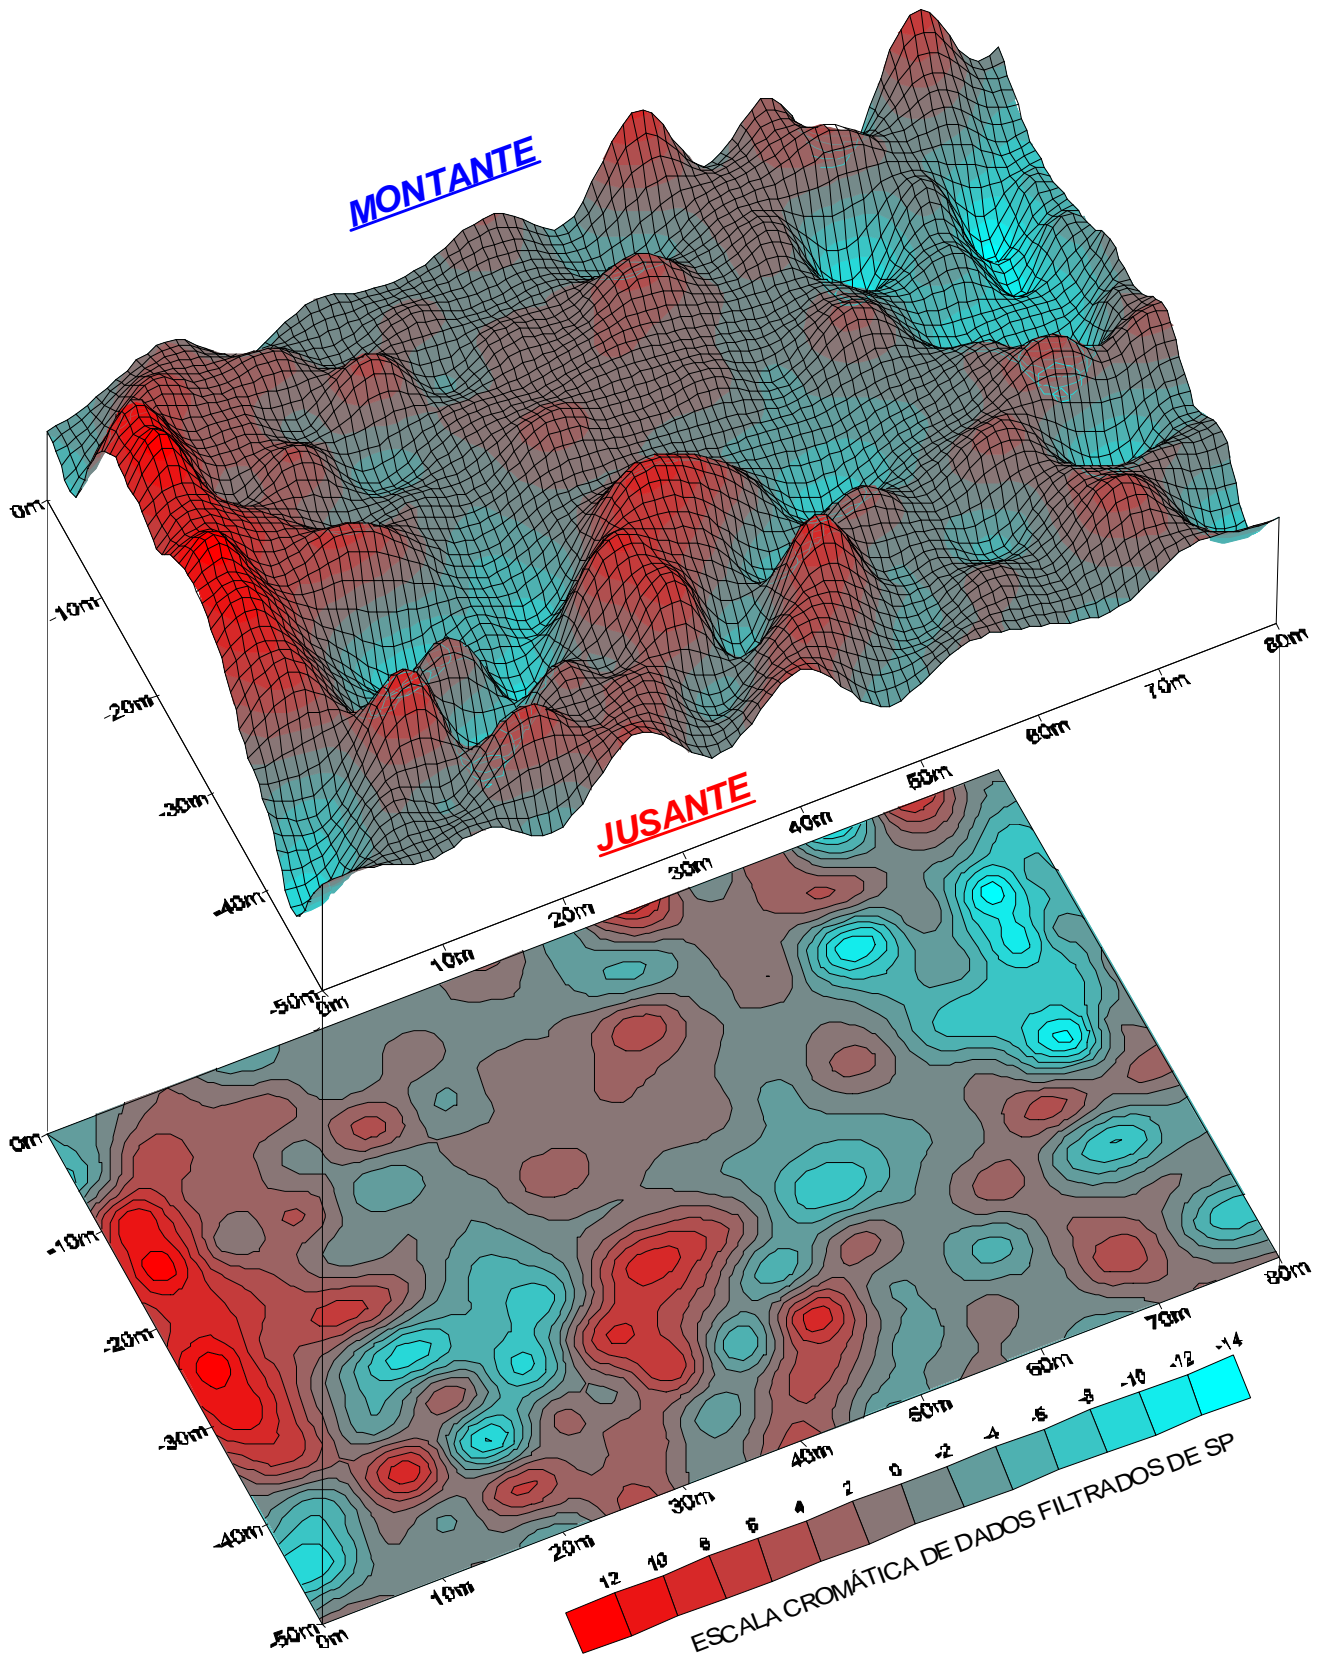 MONTANTE
0m
-10m
-20m
-30m
-40m
-50m
0m
10m
20m
30m
40m
50m
60m
70m
80m
JUSANTE
0m
-10m
-20m
-30m
-40m
-50m
0m
10m
20m
30m
40m
50m
60m
70m
80m
12 10 8 6 4 2 0 -2 -4 -6 -8 -10 -12 -14
ESCALA CROMÁTICA DE DADOS FILTRADOS DE SP